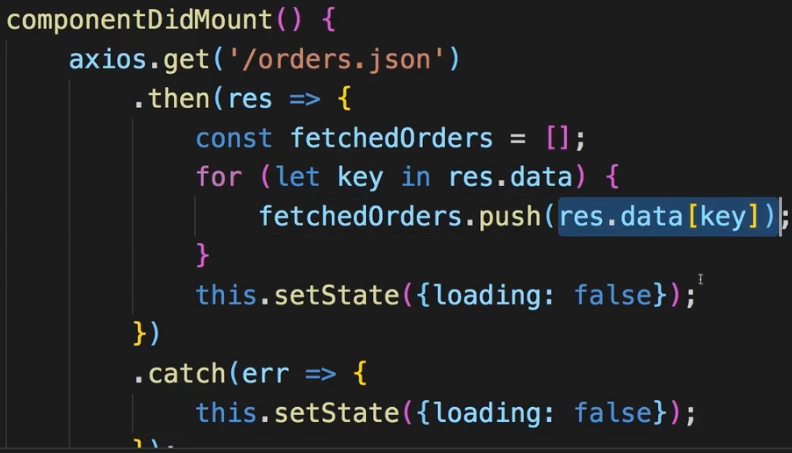 componentDidMount() {
axios.get('/orders.json')
.then(res => {
const fetchedOrders = [];
for (let key in res.data) {
fetchedOrders.push(res.data[key]);
}
this.setState({loading: false});
})
.catch(err => {
this.setState({loading: false});
});